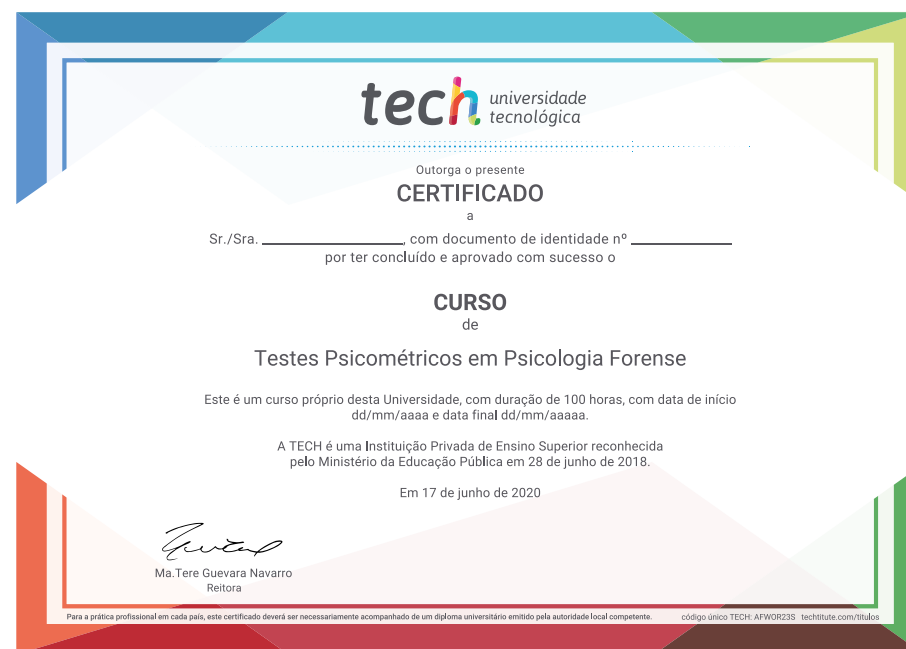 tech universidade
tecnológica
Outorga o presente
CERTIFICADO
a
Sr./Sra. ________________, com documento de identidade nº ____________
por ter concluído e aprovado com sucesso o
CURSO
de
Testes Psicométricos em Psicologia Forense
Este é um curso próprio desta Universidade, com duração de 100 horas, com data de início
dd/mm/aaaa e data final dd/mm/aaaaa.
A TECH é uma Instituição Privada de Ensino Superior reconhecida
pelo Ministério da Educação Pública em 28 de junho de 2018.
Em 17 de junho de 2020
Ma.Tere Guevara Navarro
Reitora
Para a prática profissional em cada país, este certificado deverá ser necessariamente acompanhado de um diploma universitário emitido pela autoridade local competente. código único TECH: AFWOR23S techtitute.com/titulos